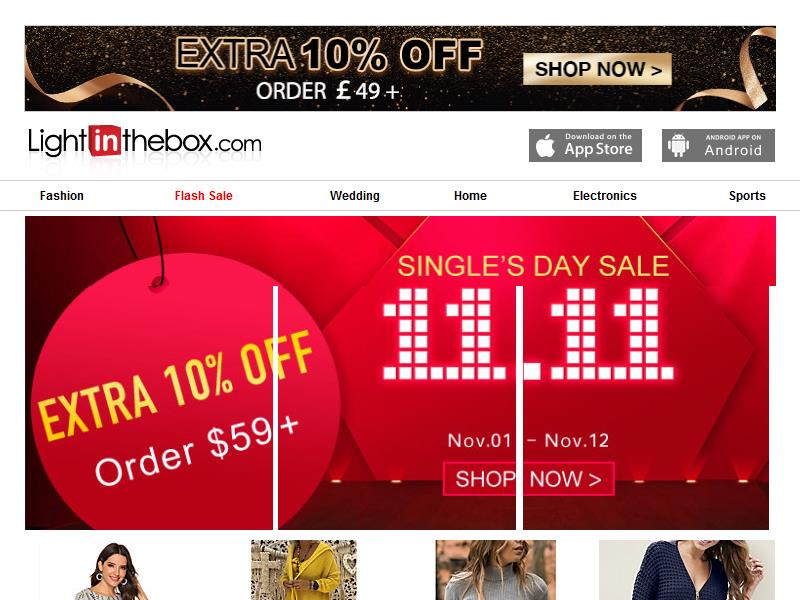 EXTRA 10% OFF
ORDER £ 49 +
SHOP NOW >
Lightinthebox.com
Download on the
App Store
ANDROID APP ON
Android
Fashion
Flash Sale
Wedding
Home
Electronics
Sports
EXTRA 10% OFF
Order $59+
SINGLE'S DAY SALE
11.11
Nov.01 – Nov.12
SHOP NOW >